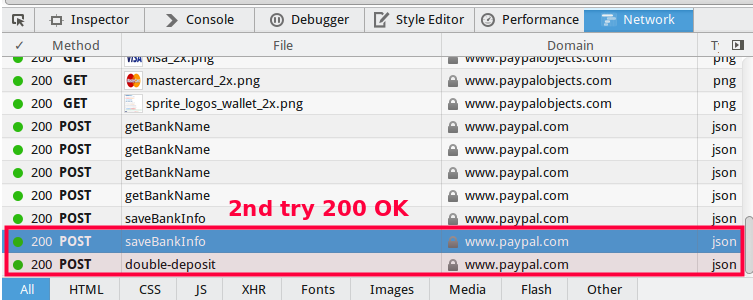 Inspector Console Debugger Style Editor Performance Network
✓ Method File Domain Ty
200 GET visa_2x.png www.paypalobjects.com png
200 GET mastercard_2x.png www.paypalobjects.com png
200 GET sprite_logos_wallet_2x.png www.paypalobjects.com png
200 POST getBankName www.paypal.com json
200 POST getBankName www.paypal.com json
200 POST getBankName www.paypal.com json
200 POST getBankName www.paypal.com json
2nd try 200 OK
200 POST saveBankInfo www.paypal.com json
200 POST saveBankInfo www.paypal.com json
200 POST double-deposit www.paypal.com json
All HTML CSS JS XHR Fonts Images Media Flash Other